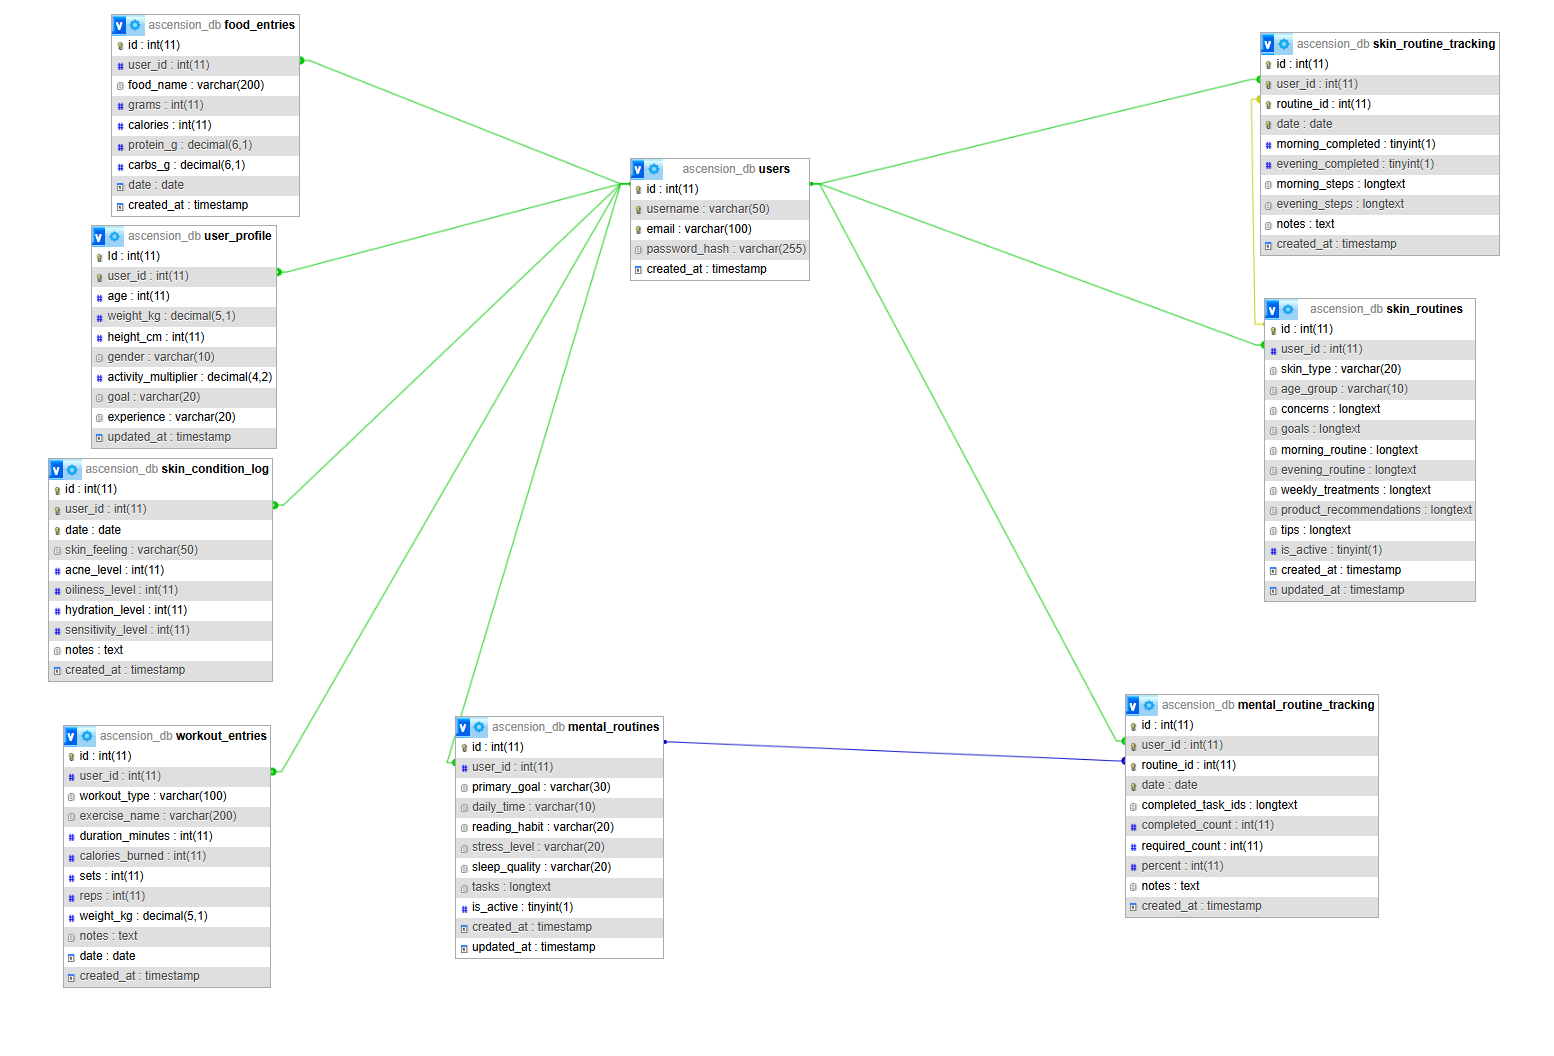 v ascension_db food_entries
id : int(11)
user_id : int(11)
food_name : varchar(200)
grams : int(11)
calories : int(11)
protein_g : decimal(6,1)
carbs_g : decimal(6,1)
date : date
created_at : timestamp
v ascension_db user_profile
Id : int(11)
user_id : int(11)
age : int(11)
weight_kg : decimal(5,1)
height_cm : int(11)
gender : varchar(10)
activity_multiplier : decimal(4,2)
goal : varchar(20)
experience : varchar(20)
updated_at : timestamp
v ascension_db skin_condition_log
id : int(11)
user_id : int(11)
date : date
skin_feeling : varchar(50)
acne_level : int(11)
oiliness_level : int(11)
hydration_level : int(11)
sensitivity_level : int(11)
notes : text
created_at : timestamp
v ascension_db workout_entries
id : int(11)
user_id : int(11)
workout_type : varchar(100)
exercise_name : varchar(200)
duration_minutes : int(11)
calories_burned : int(11)
sets : int(11)
reps : int(11)
weight_kg : decimal(5,1)
notes : text
date : date
created_at : timestamp
v ascension_db users
id : int(11)
username : varchar(50)
email : varchar(100)
password_hash : varchar(255)
created_at : timestamp
v ascension_db mental_routines
id : int(11)
user_id : int(11)
primary_goal : varchar(30)
daily_time : varchar(10)
reading_habit : varchar(20)
stress_level : varchar(20)
sleep_quality : varchar(20)
tasks : longtext
is_active : tinyint(1)
created_at : timestamp
updated_at : timestamp
v ascension_db skin_routine_tracking
id : int(11)
user_id : int(11)
routine_id : int(11)
date : date
morning_completed : tinyint(1)
evening_completed : tinyint(1)
morning_steps : longtext
evening_steps : longtext
notes : text
created_at : timestamp
v ascension_db skin_routines
id : int(11)
user_id : int(11)
skin_type : varchar(20)
age_group : varchar(10)
concerns : longtext
goals : longtext
morning_routine : longtext
evening_routine : longtext
weekly_treatments : longtext
product_recommendations : longtext
tips : longtext
is_active : tinyint(1)
created_at : timestamp
updated_at : timestamp
v ascension_db mental_routine_tracking
id : int(11)
user_id : int(11)
routine_id : int(11)
date : date
completed_task_ids : longtext
completed_count : int(11)
required_count : int(11)
percent : int(11)
notes : text
created_at : timestamp